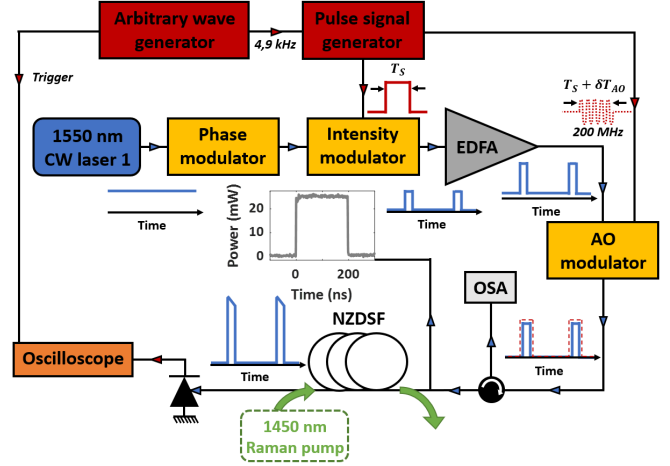 Arbitrary wave
generator
4,9 kHz
Pulse signal
generator
Trigger
T_S
T_S + δT_AO
200 MHz
1550 nm
CW laser 1
Phase
modulator
Intensity
modulator
EDFA
Time
Power (mW)
20
10
0
0
200
Time (ns)
Time
Time
AO
modulator
OSA
NZDSF
Time
Time
Oscilloscope
1450 nm
Raman pump